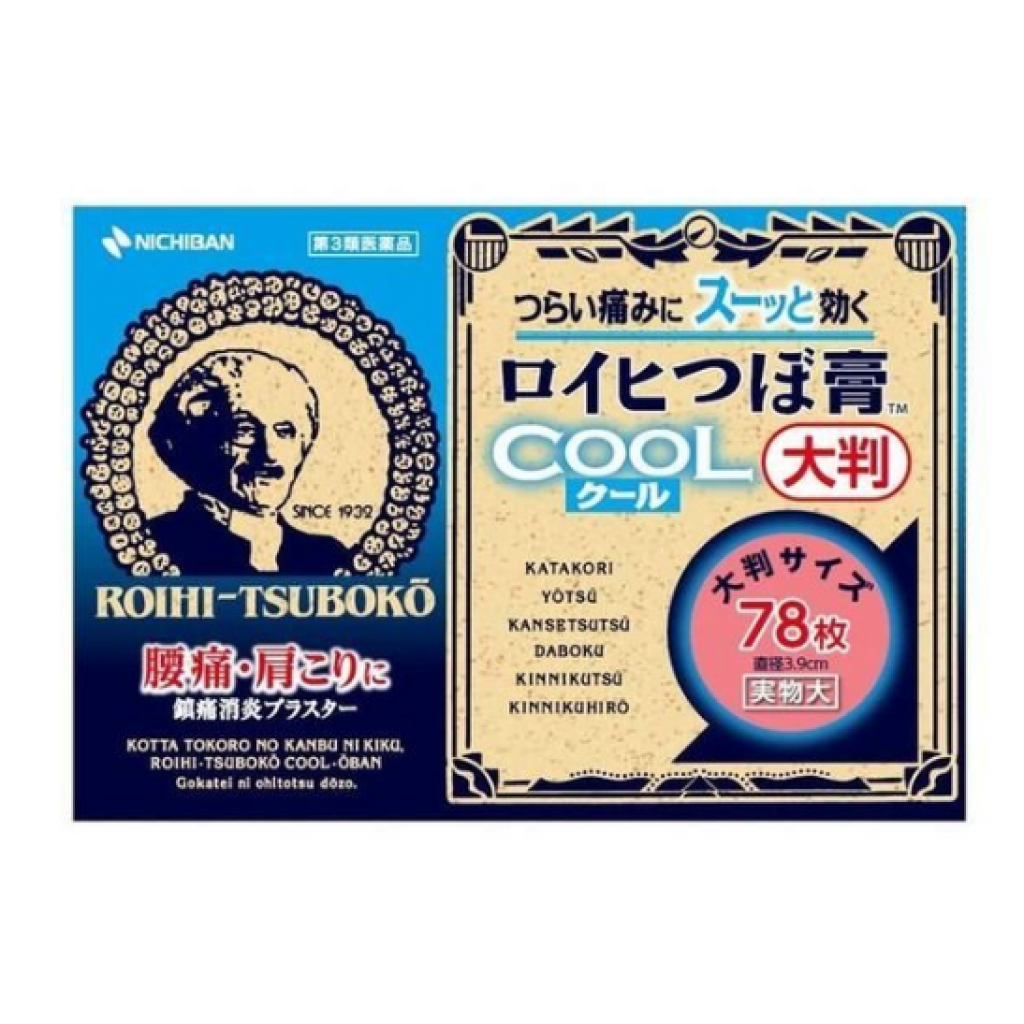 NICHIBAN
第3類医薬品
SINCE 1932
ROIHI-TSUBOKŌ
腰痛・肩こりに
鎮痛消炎プラスター
KOTTA TOKORO NO KANBU NI KIKU,
ROIHI-TSUBOKŌ COOL-ŌBAN
Gokatei ni ohitotsu dōzo.
つらい痛みに スーッと効く
ロイヒつぼ膏™
COOL
クール
大判
KATAKORI
YŌTSŪ
KANSETSUTSŪ
DABOKU
KINNIKUTSŪ
KINNIKUHIRŌ
大判サイズ
78枚
直径3.9cm
実物大